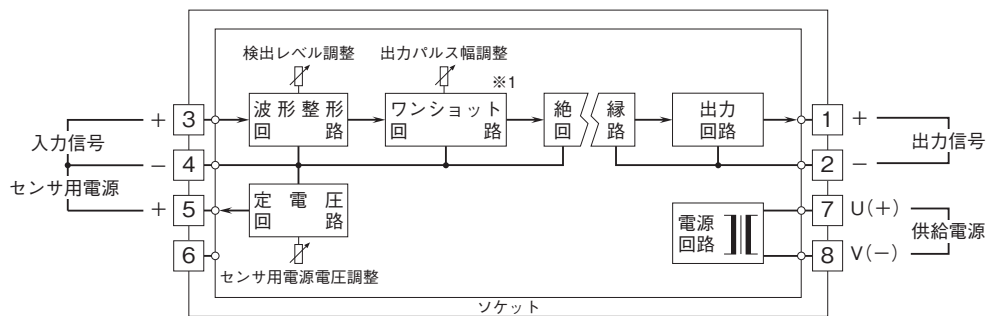 検出レベル調整
出力パルス幅調整
※1
入力信号
センサ用電源
+ 3
− 4
+ 5
6
波形整形
回路
ワンショット
回路
絶縁
回路
出力
回路
定電圧
回路
センサ用電源電圧調整
電源
回路
1 +
2 −
出力信号
7 U(+)
8 V(−)
供給電源
ソケット